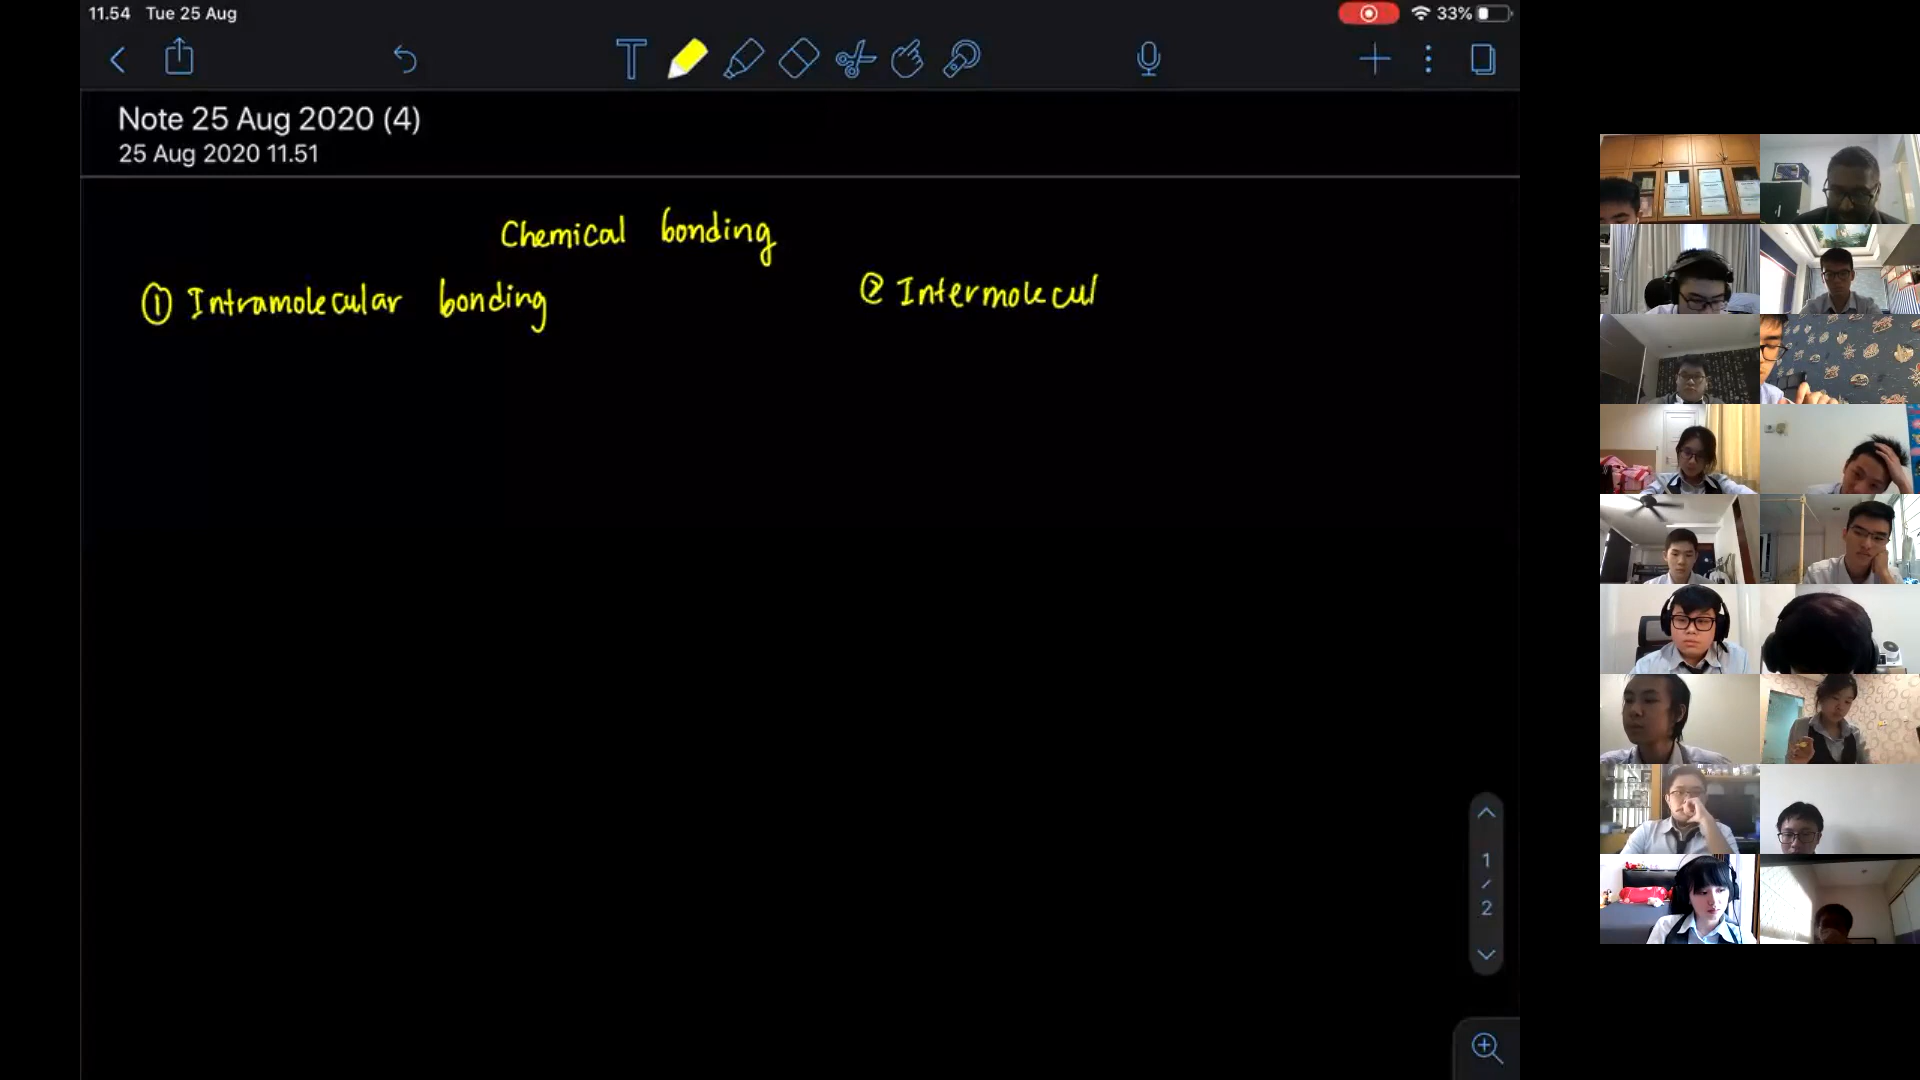 11.54 Tue 25 Aug
33%
T
Note 25 Aug 2020 (4)
25 Aug 2020 11.51
Chemical bonding
① Intramolecular bonding
② Intermolecul
1
/
2